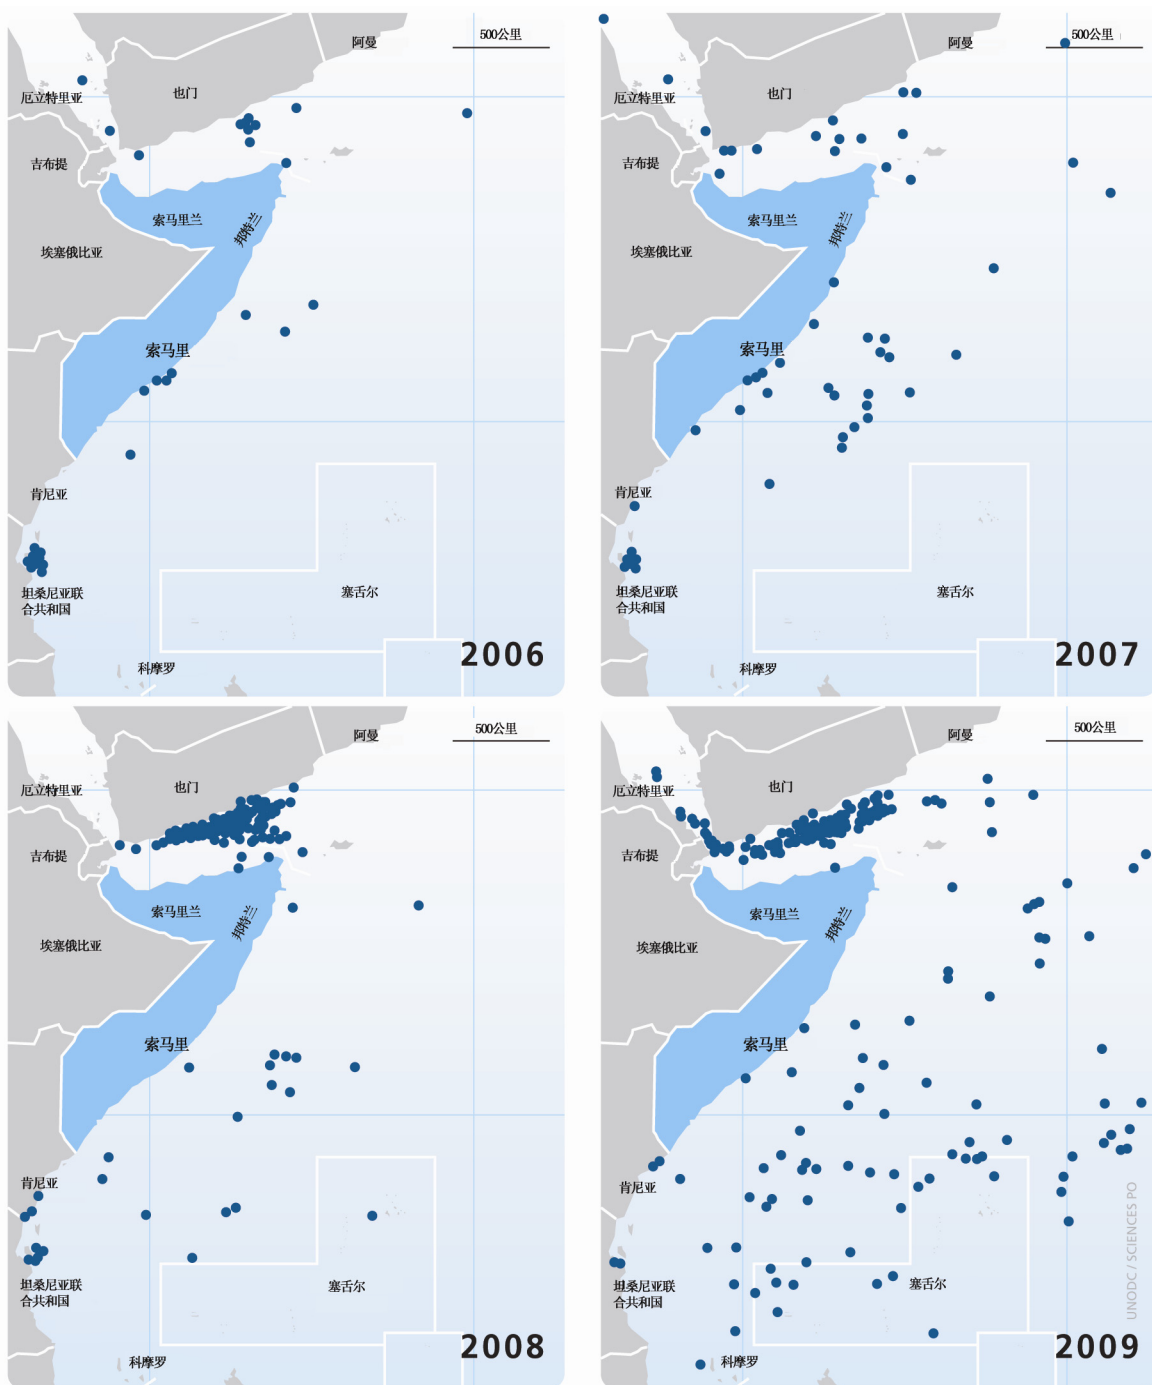 阿曼
500公里
也门
厄立特里亚
吉布提
索马里兰
邦特兰
埃塞俄比亚
索马里
肯尼亚
坦桑尼亚联
合共和国
塞舌尔
科摩罗
2006
阿曼
500公里
也门
厄立特里亚
吉布提
索马里兰
邦特兰
埃塞俄比亚
索马里
肯尼亚
坦桑尼亚联
合共和国
塞舌尔
科摩罗
2007
阿曼
500公里
也门
厄立特里亚
吉布提
索马里兰
邦特兰
埃塞俄比亚
索马里
肯尼亚
坦桑尼亚联
合共和国
塞舌尔
科摩罗
2008
阿曼
500公里
也门
厄立特里亚
吉布提
索马里兰
邦特兰
埃塞俄比亚
索马里
肯尼亚
坦桑尼亚联
合共和国
塞舌尔
科摩罗
2009
UNODC / SCIENCES PO